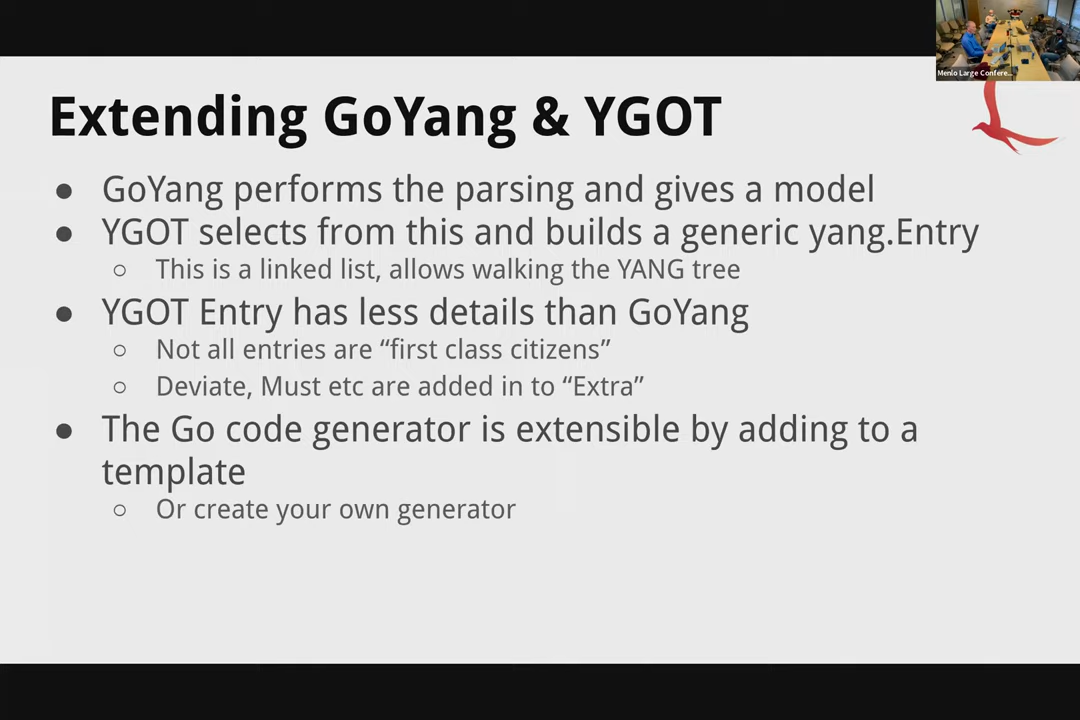 Menlo Large Confere...
Extending GoYang & YGOT
● GoYang performs the parsing and gives a model
● YGOT selects from this and builds a generic yang.Entry
○ This is a linked list, allows walking the YANG tree
● YGOT Entry has less details than GoYang
○ Not all entries are “first class citizens”
○ Deviate, Must etc are added in to “Extra”
● The Go code generator is extensible by adding to a
template
○ Or create your own generator